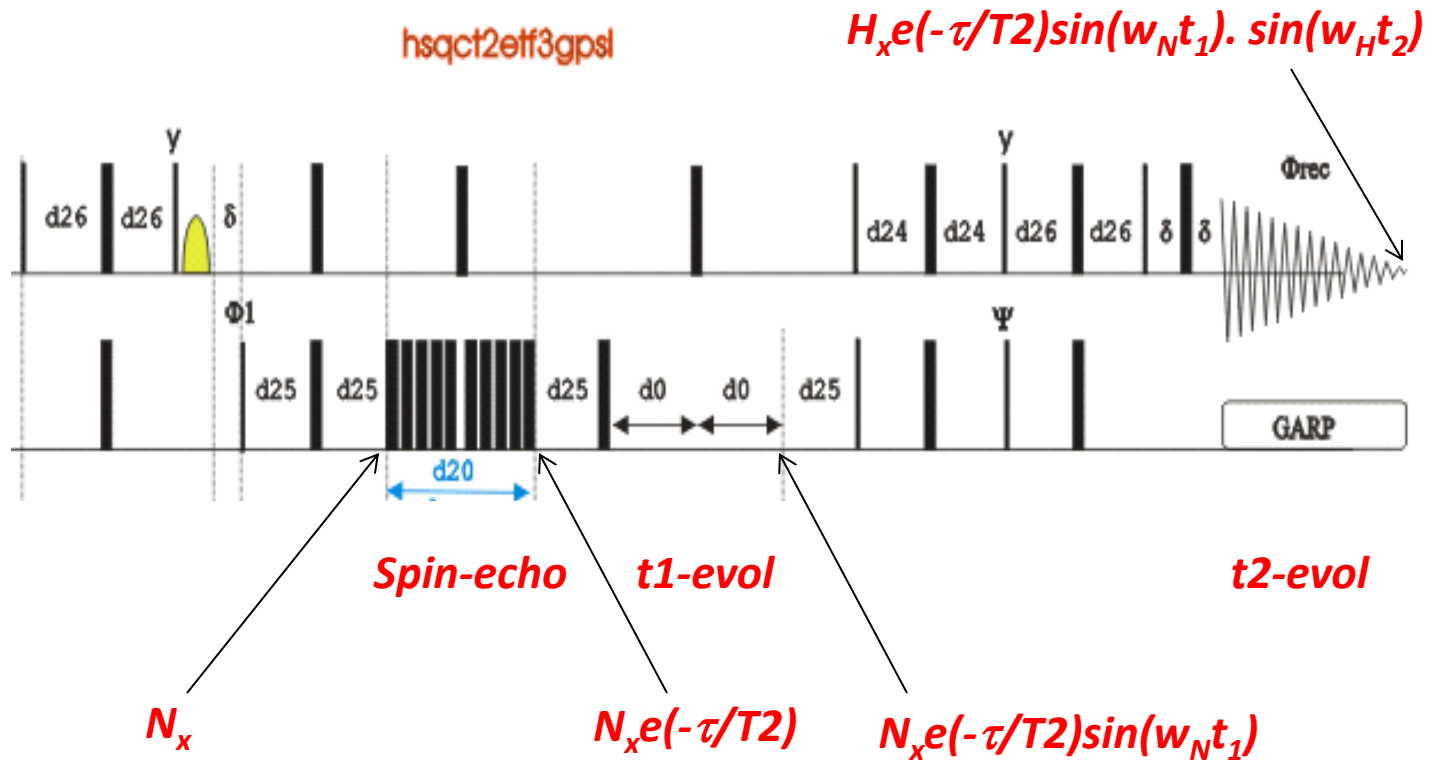 hsqct2etf3gpsi
Hxe(-τ/T2)sin(wNt1). sin(wHt2)
y y Φrec
d26 d26 δ d24 d24 d26 d26 δ δ
Φ1 Ψ
d25 d25 d25 d0 d0 d25 GARP
d20
Spin-echo t1-evol t2-evol
Nx Nxe(-τ/T2) Nxe(-τ/T2)sin(wNt1)